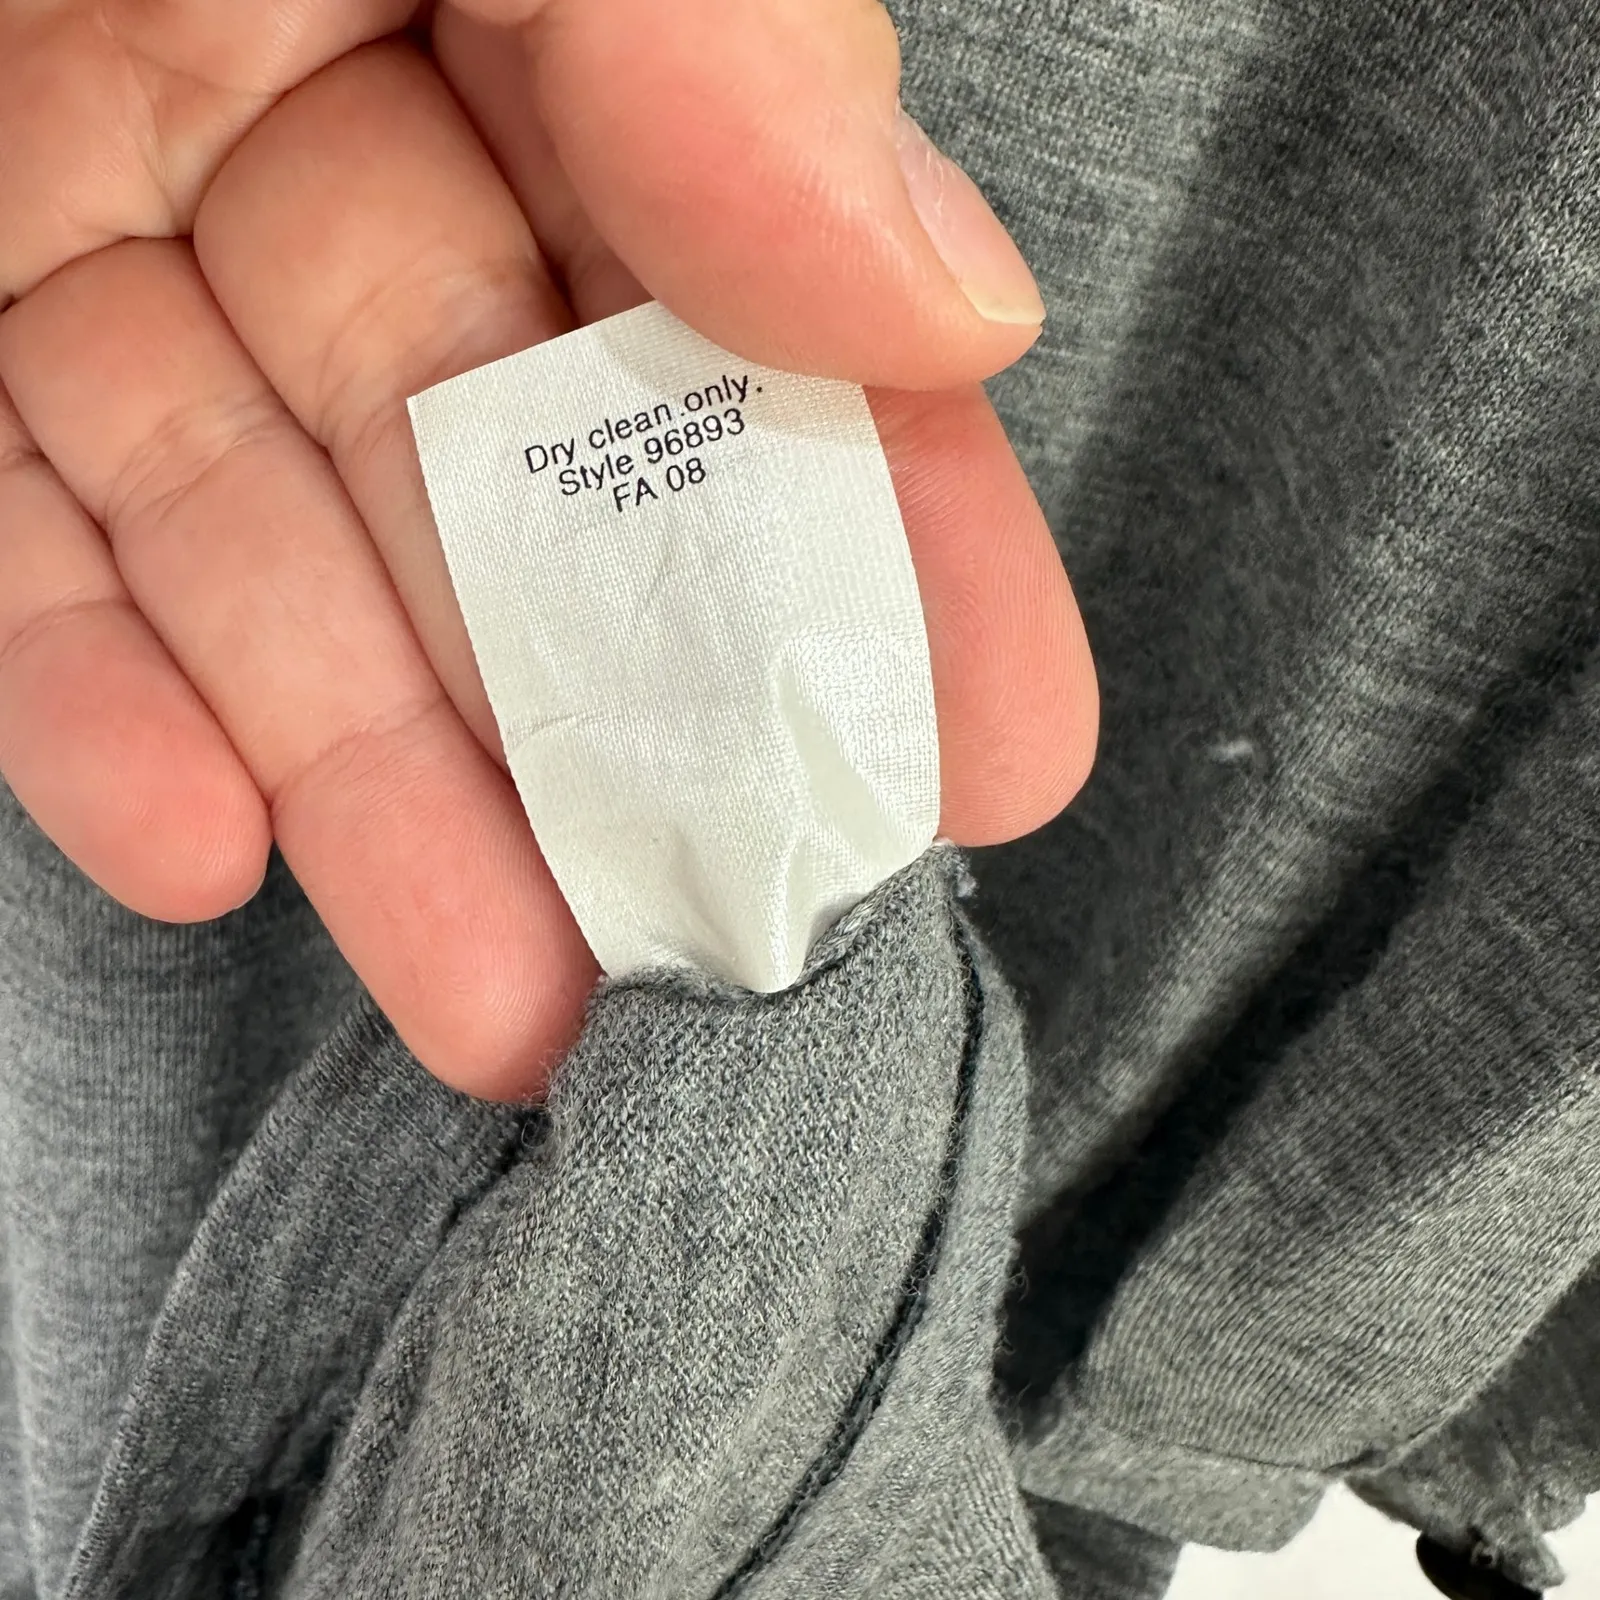 Dry clean only.
Style 96893
FA 08